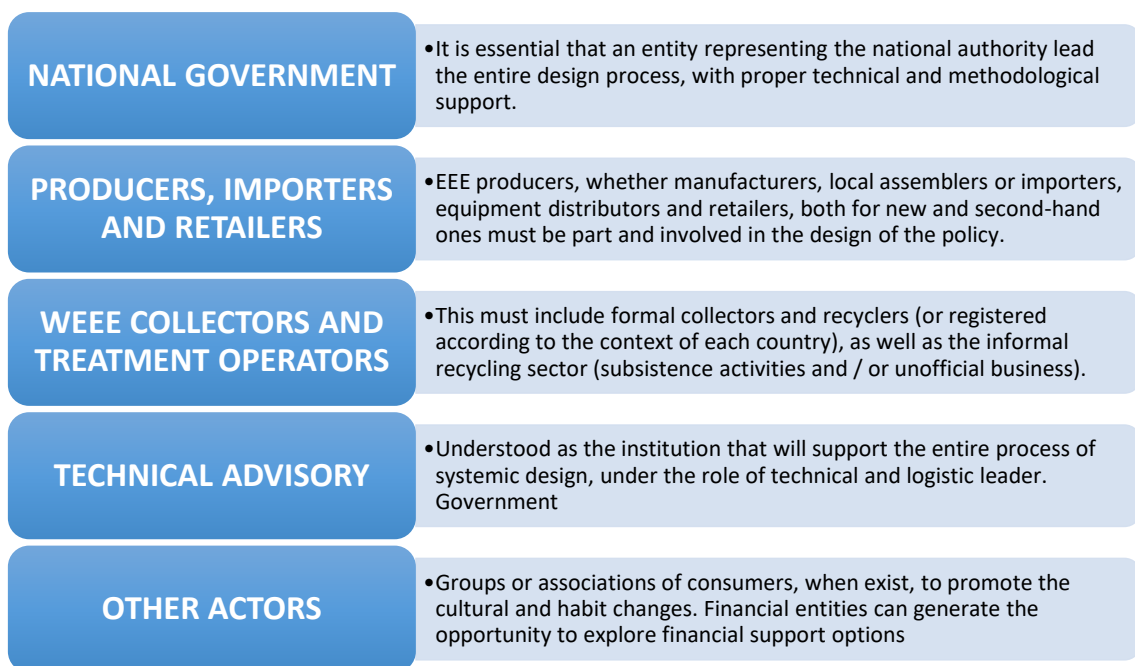 NATIONAL GOVERNMENT
•It is essential that an entity representing the national authority lead
the entire design process, with proper technical and methodological
support.
PRODUCERS, IMPORTERS
AND RETAILERS
•EEE producers, whether manufacturers, local assemblers or importers,
equipment distributors and retailers, both for new and second-hand
ones must be part and involved in the design of the policy.
WEEE COLLECTORS AND
TREATMENT OPERATORS
•This must include formal collectors and recyclers (or registered
according to the context of each country), as well as the informal
recycling sector (subsistence activities and / or unofficial business).
TECHNICAL ADVISORY
•Understood as the institution that will support the entire process of
systemic design, under the role of technical and logistic leader.
Government
OTHER ACTORS
•Groups or associations of consumers, when exist, to promote the
cultural and habit changes. Financial entities can generate the
opportunity to explore financial support options